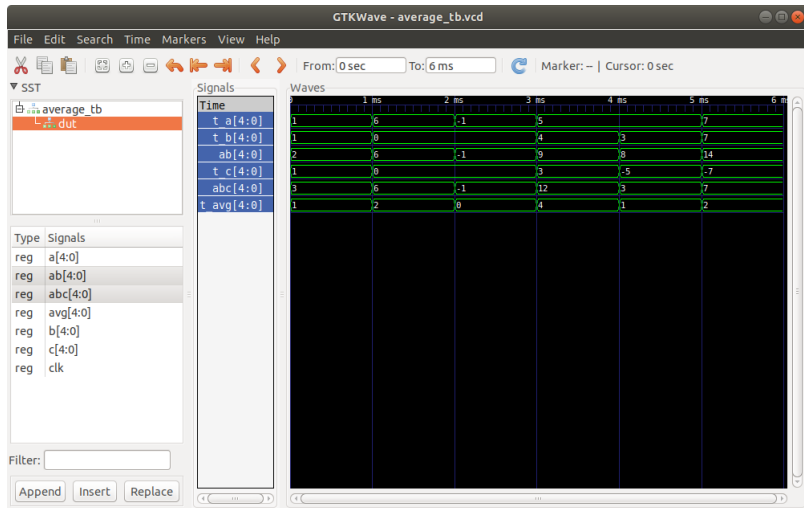 GTKWave - average_tb.vcd
File Edit Search Time Markers View Help
From: 0 sec To: 6 ms Marker: -- | Cursor: 0 sec
SST
average_tb
dut
Type Signals
reg a[4:0]
reg ab[4:0]
reg abc[4:0]
reg avg[4:0]
reg b[4:0]
reg c[4:0]
reg clk
Filter:
Append Insert Replace
Signals
Time
t_a[4:0]
t_b[4:0]
ab[4:0]
t_c[4:0]
abc[4:0]
t_avg[4:0]
Waves
0 1 ms 2 ms 3 ms 4 ms 5 ms 6 m
1 6 -1 5 7
1 0 4 3 7
2 6 -1 9 8 14
1 0 3 -5 -7
3 6 -1 12 3 7
1 2 0 4 1 2